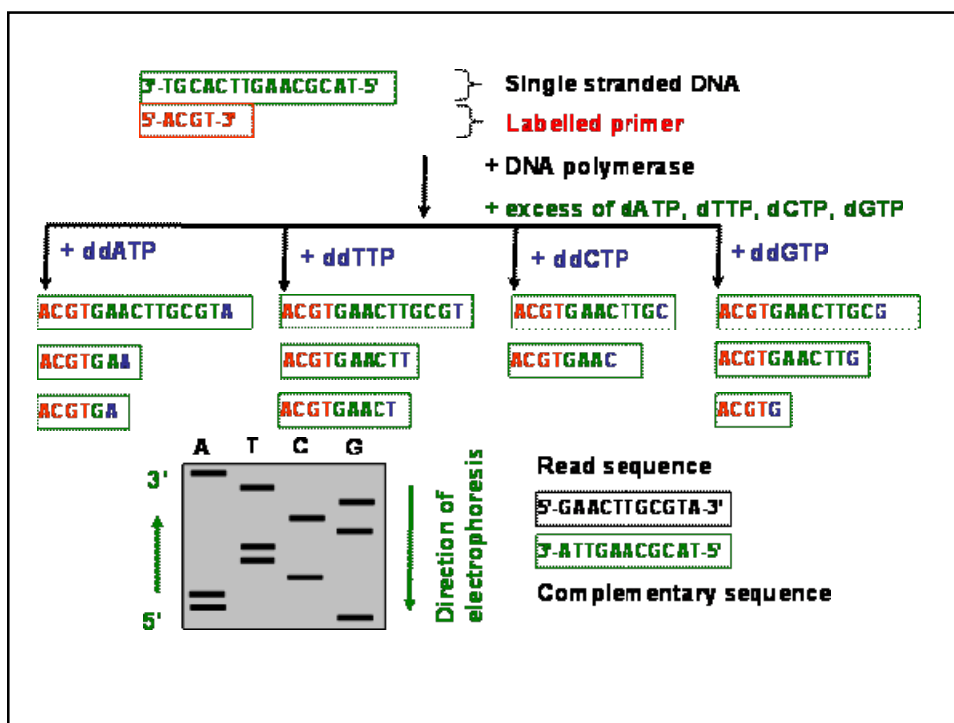 3'-TGCACTTGAACGCAT-5'
Single stranded DNA
5'-ACGT-3'
Labelled primer
+ DNA polymerase
+ excess of dATP, dTTP, dCTP, dGTP
+ ddATP
+ ddTTP
+ ddCTP
+ ddGTP
ACGTGAACTTGCGTA
ACGTGAACTTGCGT
ACGTGAACTTGC
ACGTGAACTTGCG
ACGTGAA
ACGTGAACTT
ACGTGAAC
ACGTGAACTTG
ACGTGA
ACGTGAACT
ACGTG
A T C G
3'
5'
Direction of
electrophoresis
Read sequence
5'-GAACTTGCGTA-3'
3'-ATTGAACGCAT-5'
Complementary sequence